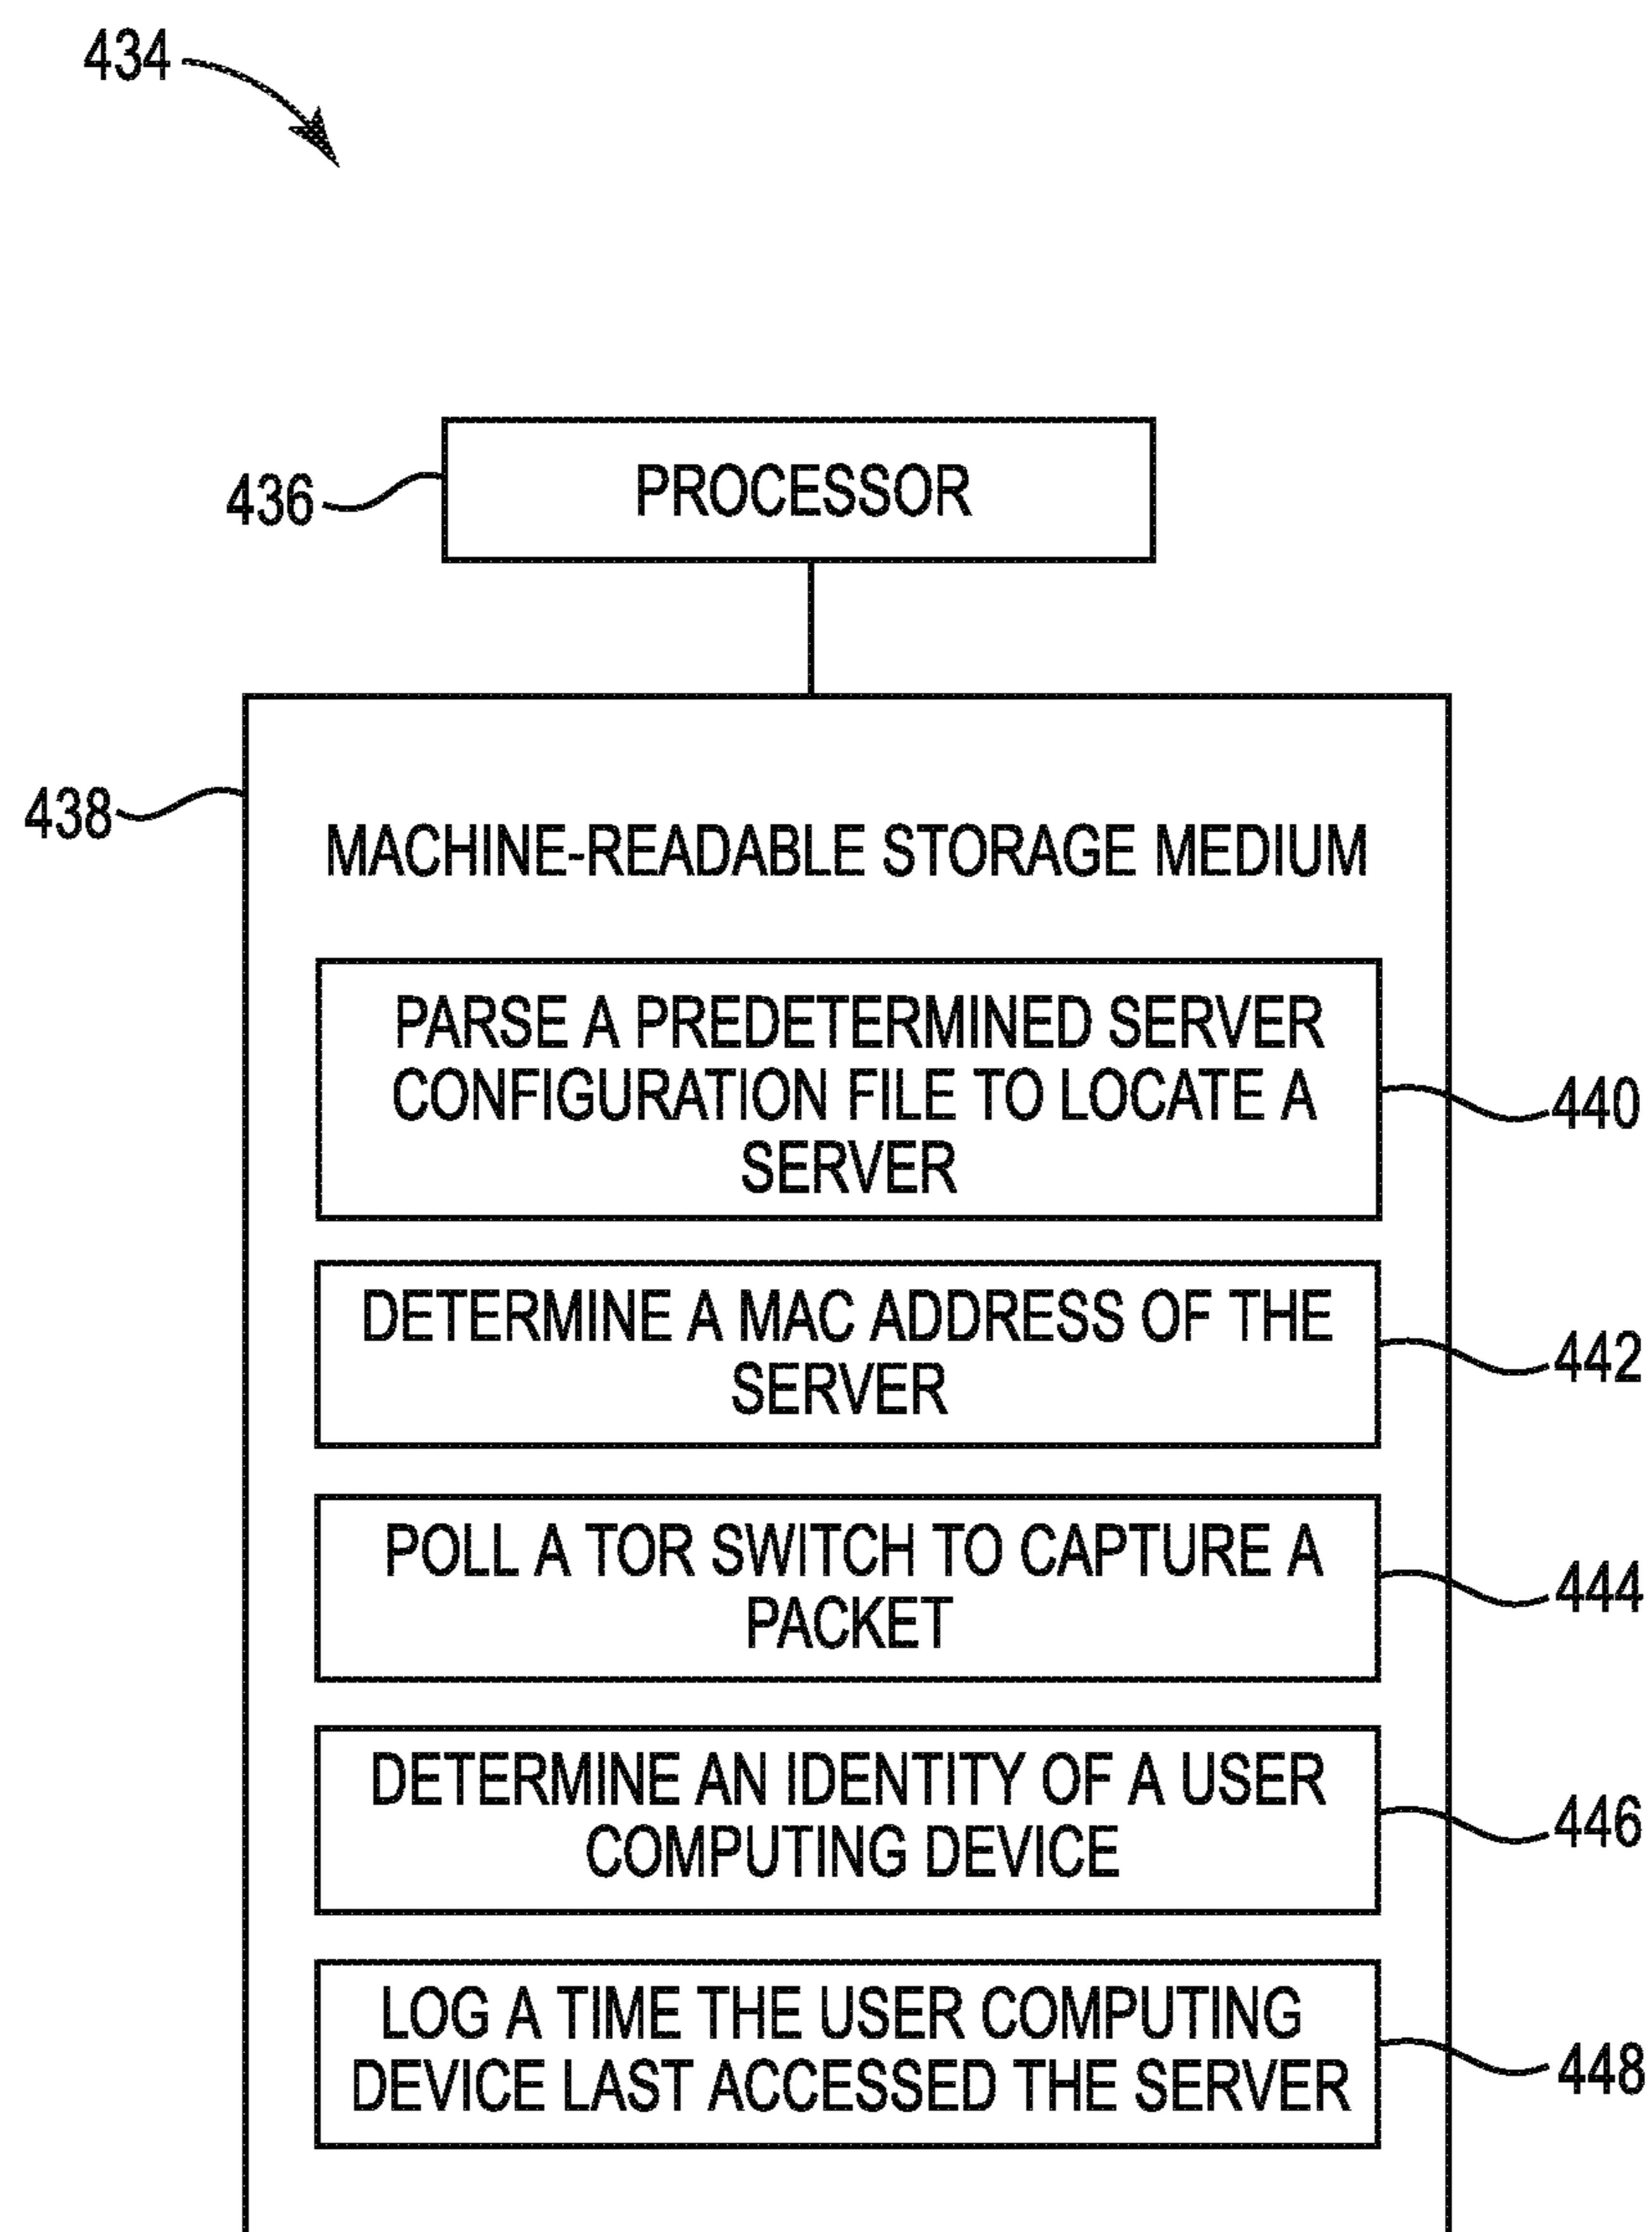 434
PROCESSOR
436
438
MACHINE-READABLE STORAGE MEDIUM
PARSE A PREDETERMINED SERVER
CONFIGURATION FILE TO LOCATE A
SERVER
440
DETERMINE A MAC ADDRESS OF THE
SERVER
442
POLL A TOR SWITCH TO CAPTURE A
PACKET
444
DETERMINE AN IDENTITY OF A USER
COMPUTING DEVICE
446
LOG A TIME THE USER COMPUTING
DEVICE LAST ACCESSED THE SERVER
448